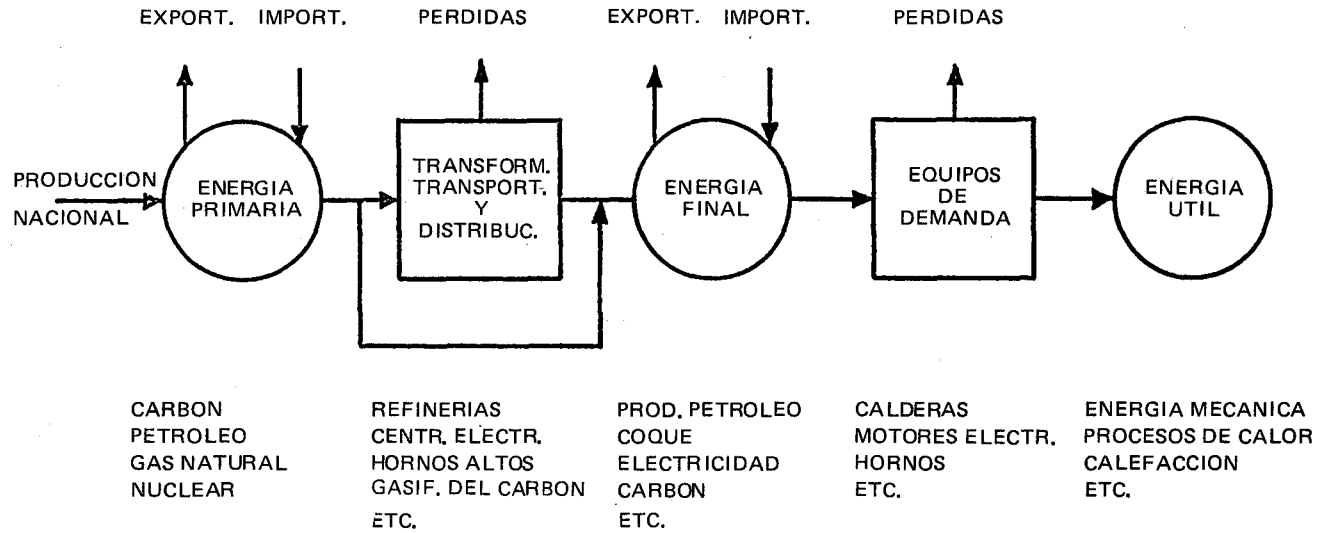 EXPORT. IMPORT. PERDIDAS EXPORT. IMPORT. PERDIDAS
PRODUCCION
NACIONAL
ENERGIA
PRIMARIA
TRANSFORM.
TRANSPORT.
Y
DISTRIBUC.
ENERGIA
FINAL
EQUIPOS
DE
DEMANDA
ENERGIA
UTIL
CARBON
PETROLEO
GAS NATURAL
NUCLEAR
REFINERIAS
CENTR. ELECTR.
HORNOS ALTOS
GASIF. DEL CARBON
ETC.
PROD. PETROLEO
COQUE
ELECTRICIDAD
CARBON
ETC.
CALDERAS
MOTORES ELECTR.
HORNOS
ETC.
ENERGIA MECANICA
PROCESOS DE CALOR
CALEFACCION
ETC.